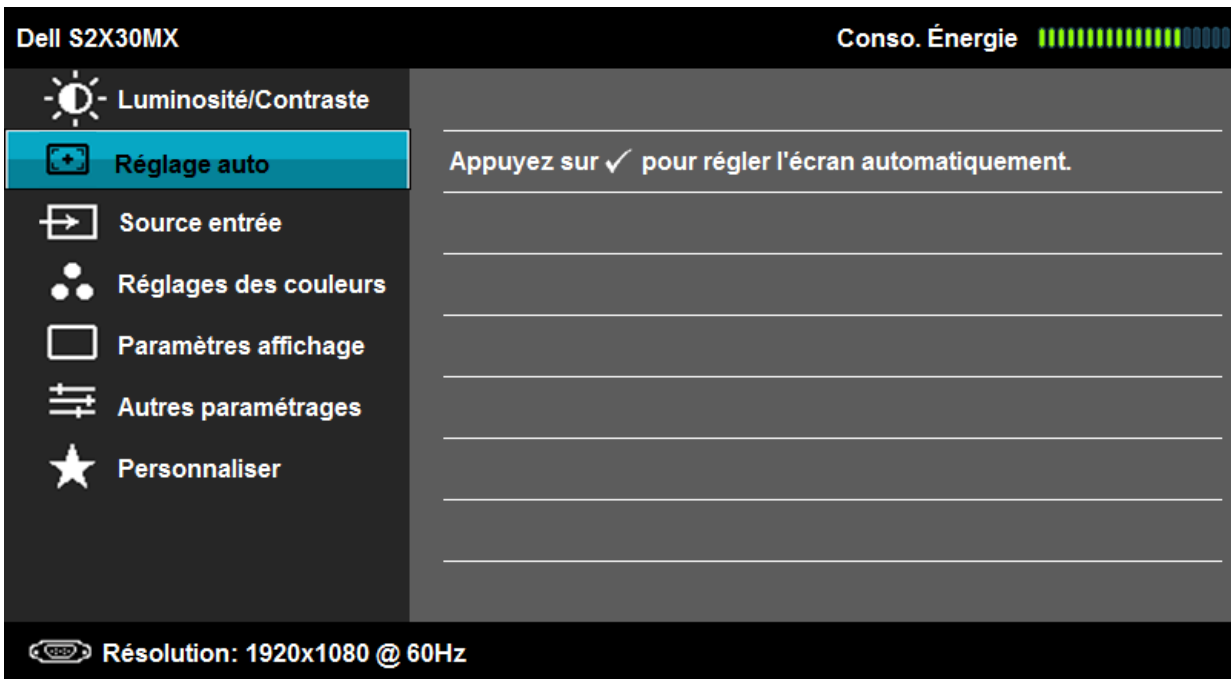 Dell S2X30MX Conso. Énergie
Luminosité/Contraste
Réglage auto Appuyez sur ✓ pour régler l'écran automatiquement.
Source entrée
Réglages des couleurs
Paramètres affichage
Autres paramétrages
Personnaliser
Résolution: 1920x1080 @ 60Hz